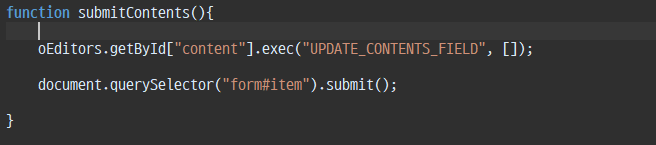 function submitContents(){
oEditors.getById["content"].exec("UPDATE_CONTENTS_FIELD", []);
document.querySelector("form#item").submit();
}